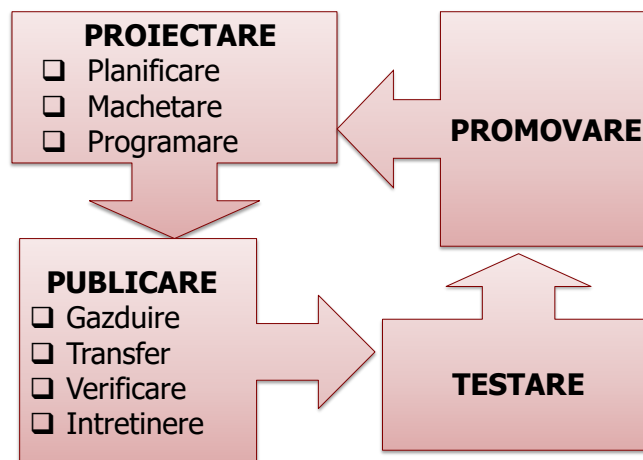 PROIECTARE
Planificare
Machetare
Programare
PROMOVARE
PUBLICARE
Gazduire
Transfer
Verificare
Intretinere
TESTARE